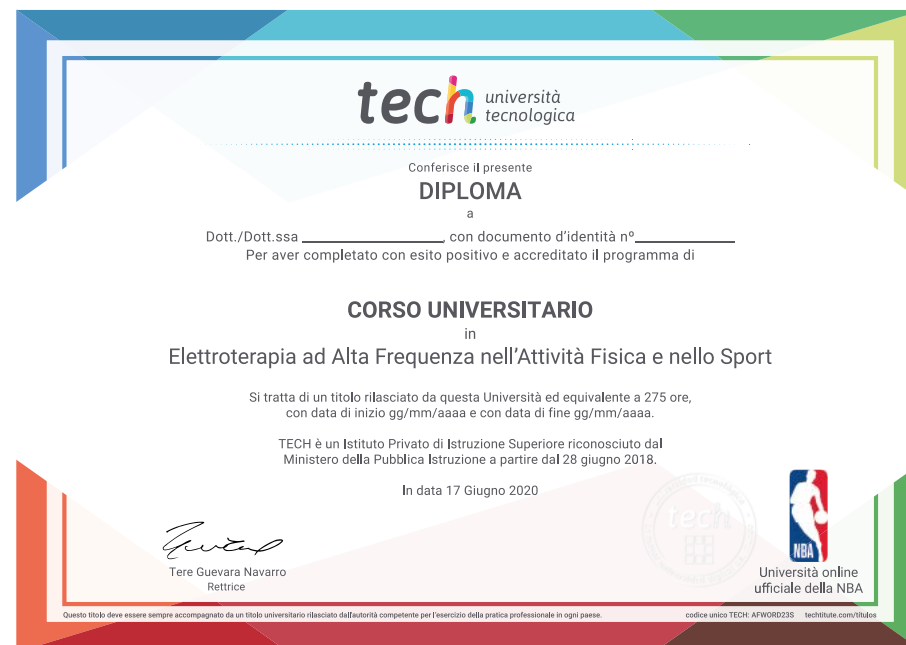 tech università
tecnologica
Conferisce il presente
DIPLOMA
a
Dott./Dott.ssa ____________________, con documento d'identità nº______________
Per aver completato con esito positivo e accreditato il programma di
CORSO UNIVERSITARIO
in
Elettroterapia ad Alta Frequenza nell'Attività Fisica e nello Sport
Si tratta di un titolo rilasciato da questa Università ed equivalente a 275 ore,
con data di inizio gg/mm/aaaa e con data di fine gg/mm/aaaa.
TECH è un Istituto Privato di Istruzione Superiore riconosciuto dal
Ministero della Pubblica Istruzione a partire dal 28 giugno 2018.
In data 17 Giugno 2020
tech
NBA
Tere Guevara Navarro
Rettrice
Università online
ufficiale della NBA
Questo titolo deve essere sempre accompagnato da un titolo universitario rilasciato dall'autorità competente per l'esercizio della pratica professionale in ogni paese. codice unico TECH: AFWORD23S techtitute.com/titulos